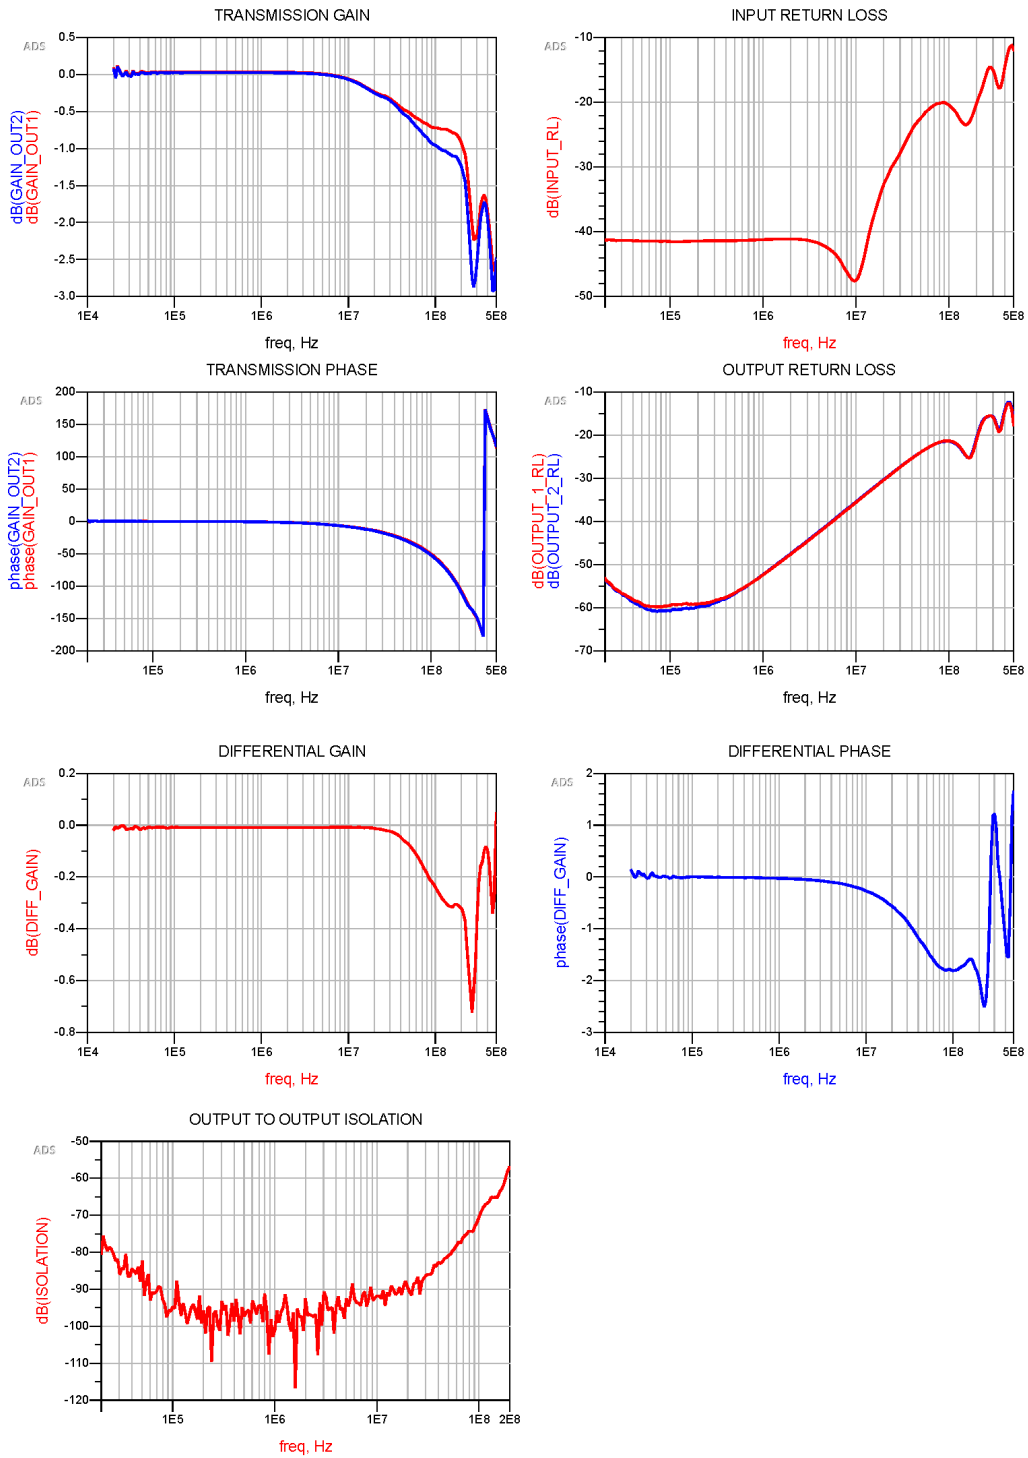 TRANSMISSION GAIN
ADS
dB(GAIN_OUT2)
dB(GAIN_OUT1)
0.5
0.0
-0.5
-1.0
-1.5
-2.0
-2.5
-3.0
1E4 1E5 1E6 1E7 1E8 5E8
freq, Hz
INPUT RETURN LOSS
ADS
dB(INPUT_RL)
-10
-20
-30
-40
-50
1E5 1E6 1E7 1E8 5E8
freq, Hz
TRANSMISSION PHASE
ADS
phase(GAIN_OUT2)
phase(GAIN_OUT1)
200
150
100
50
0
-50
-100
-150
-200
1E5 1E6 1E7 1E8 5E8
freq, Hz
OUTPUT RETURN LOSS
ADS
dB(OUTPUT_1_RL)
dB(OUTPUT_2_RL)
-10
-20
-30
-40
-50
-60
-70
1E5 1E6 1E7 1E8 5E8
freq, Hz
DIFFERENTIAL GAIN
ADS
dB(DIFF_GAIN)
0.2
0.0
-0.2
-0.4
-0.6
-0.8
1E4 1E5 1E6 1E7 1E8 5E8
freq, Hz
DIFFERENTIAL PHASE
ADS
phase(DIFF_GAIN)
2
1
0
-1
-2
-3
1E4 1E5 1E6 1E7 1E8 5E8
freq, Hz
OUTPUT TO OUTPUT ISOLATION
ADS
dB(ISOLATION)
-50
-60
-70
-80
-90
-100
-110
-120
1E5 1E6 1E7 1E8 2E8
freq, Hz